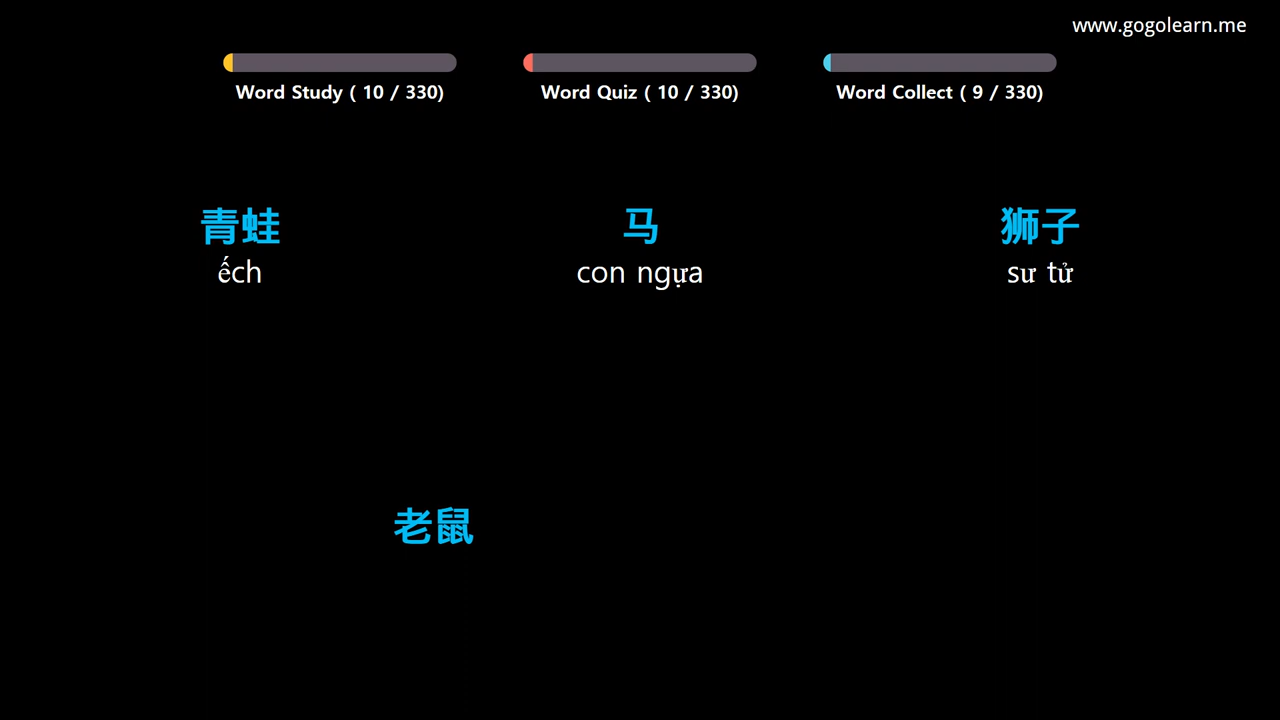 www.gogolearn.me
Word Study ( 10 / 330)
Word Quiz ( 10 / 330)
Word Collect ( 9 / 330)
青蛙
ếch
马
con ngựa
狮子
sư tử
老鼠